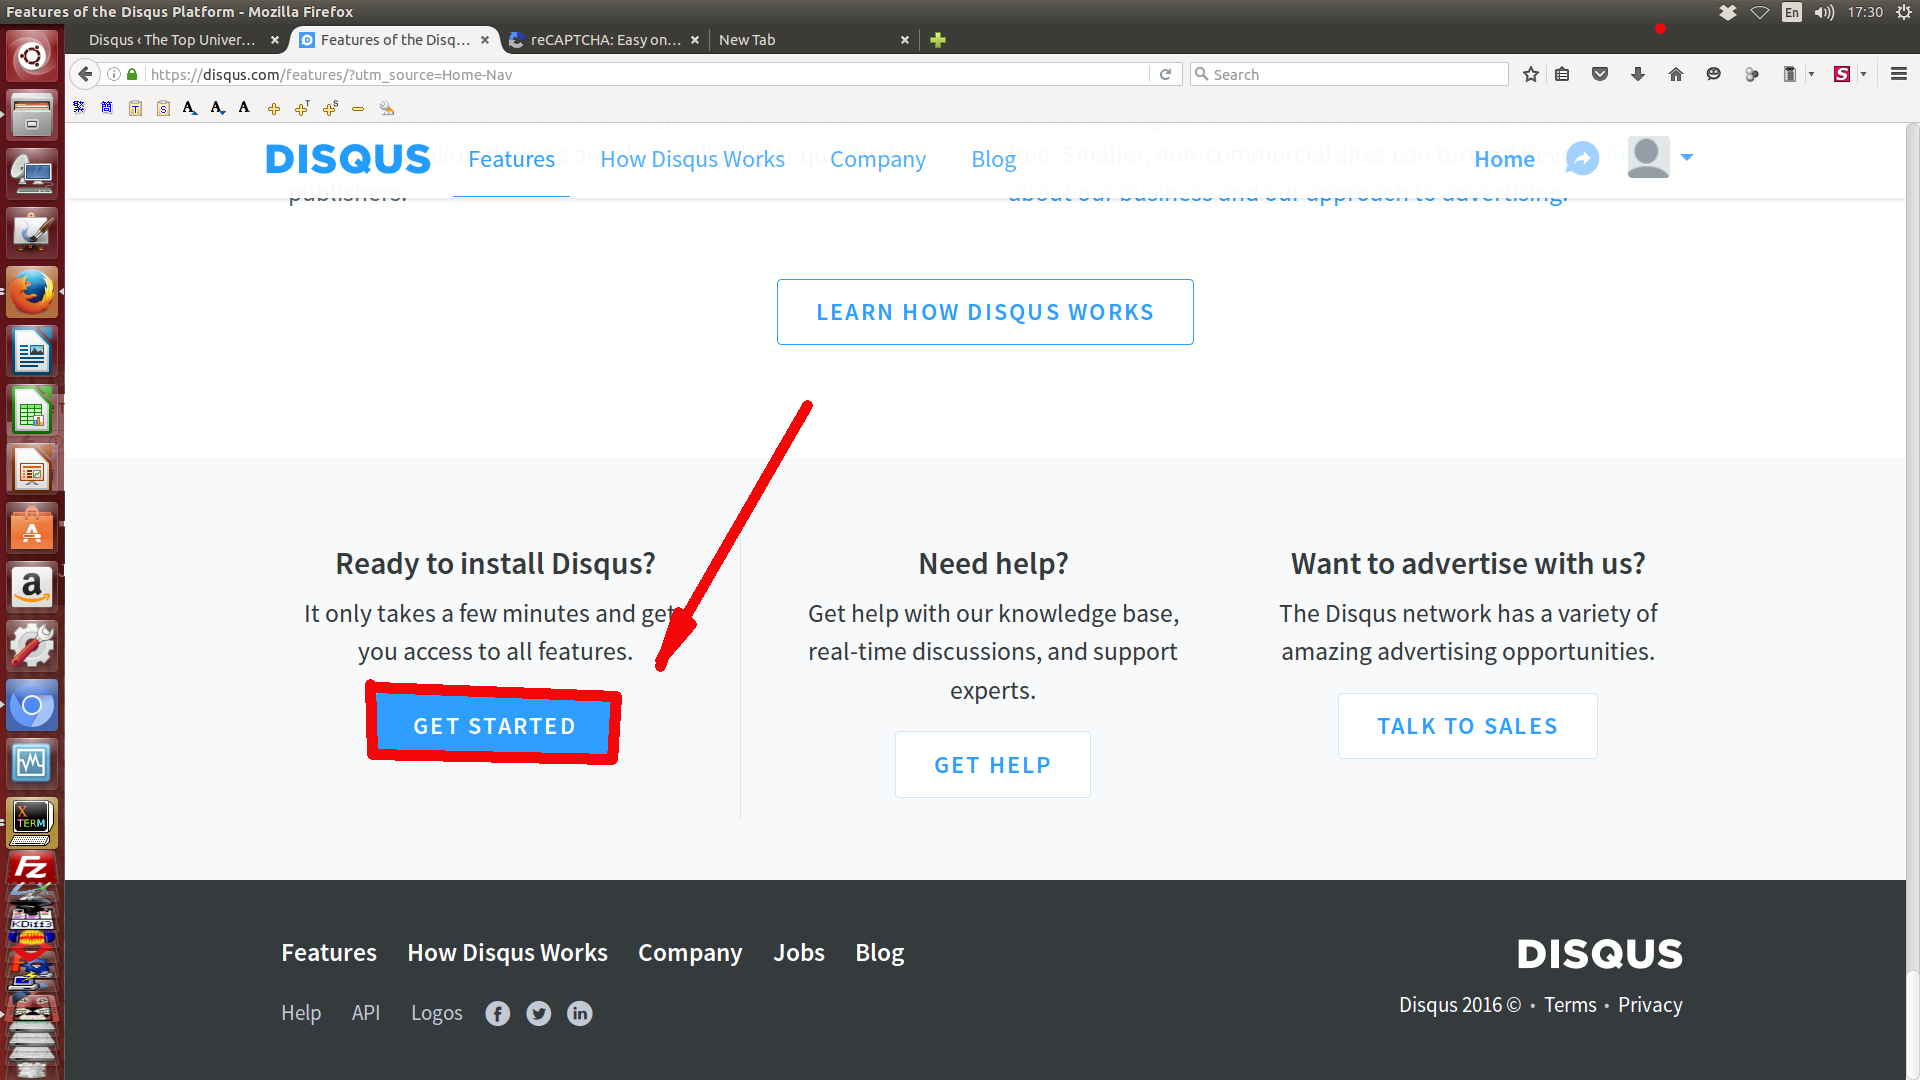 Features of the Disqus Platform - Mozilla Firefox
En
17:30
Disqus ‹ The Top Univer...
Features of the Disq...
reCAPTCHA: Easy on...
New Tab
https://disqus.com/features/?utm_source=Home-Nav
Search
繁 簡 T S A A A
DISQUS
Features
How Disqus Works
Company
Blog
Home
free. Smaller, non-commercial sites can
publishers.
about our business and our approach to advertising.
LEARN HOW DISQUS WORKS
Ready to install Disqus?
It only takes a few minutes and get
you access to all features.
GET STARTED
Need help?
Get help with our knowledge base,
real-time discussions, and support
experts.
GET HELP
Want to advertise with us?
The Disqus network has a variety of
amazing advertising opportunities.
TALK TO SALES
X
TERM
Fz
KDiff3
Features
How Disqus Works
Company
Jobs
Blog
DISQUS
Help
API
Logos
Disqus 2016 © • Terms • Privacy